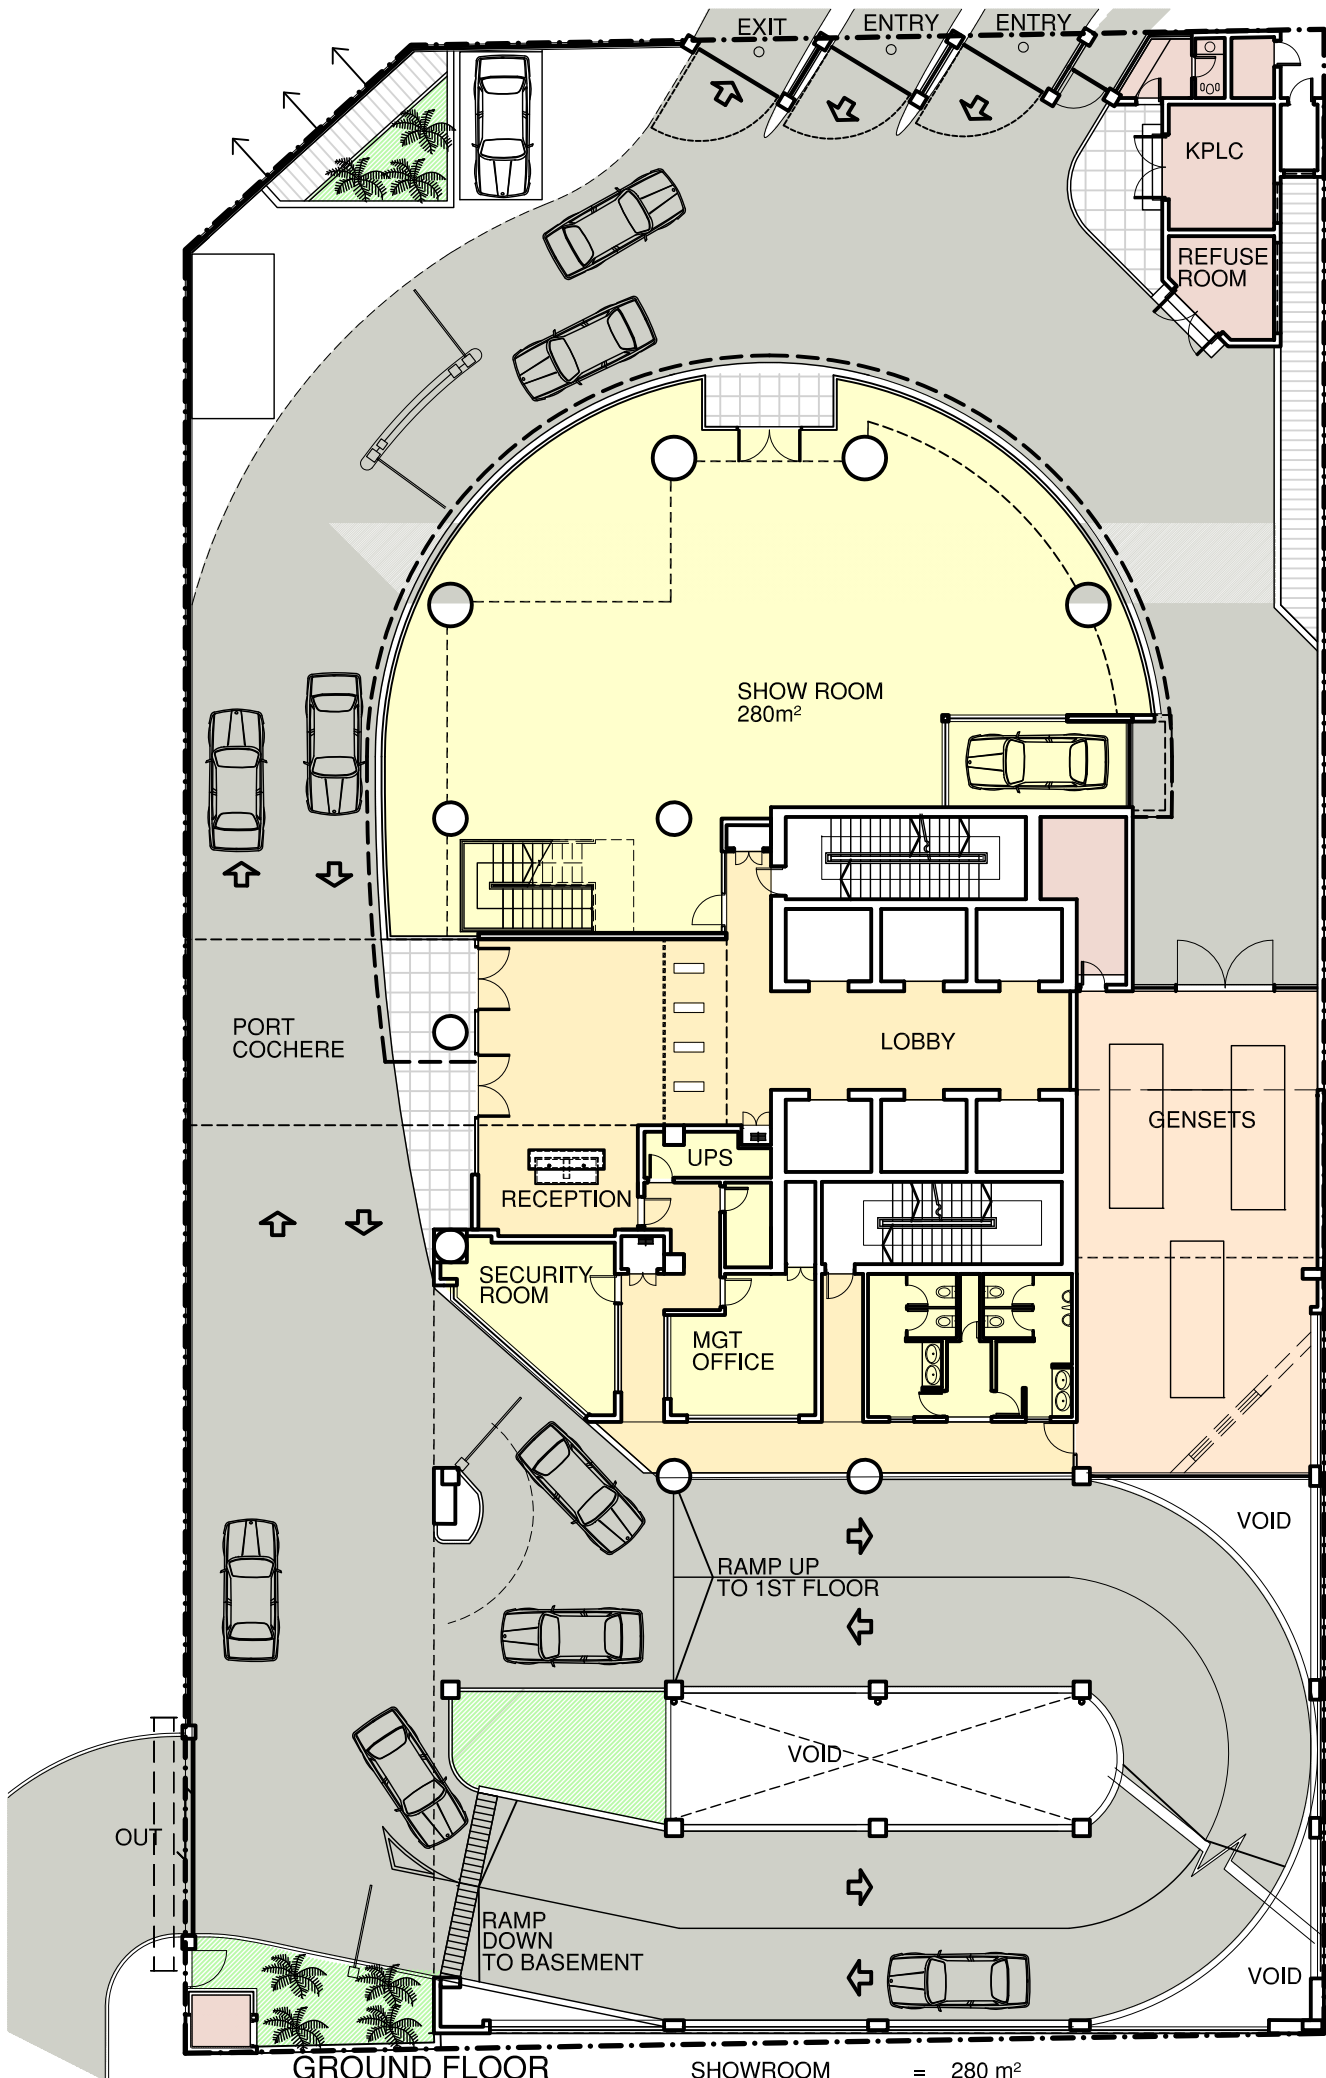 EXIT
ENTRY
ENTRY
KPLC
REFUSE
ROOM
SHOW ROOM
280m²
PORT
COCHERE
LOBBY
GENSETS
UPS
RECEPTION
SECURITY
ROOM
MGT
OFFICE
VOID
RAMP UP
TO 1ST FLOOR
VOID
OUT
RAMP
DOWN
TO BASEMENT
VOID
GROUND FLOOR
SHOWROOM = 280 m²